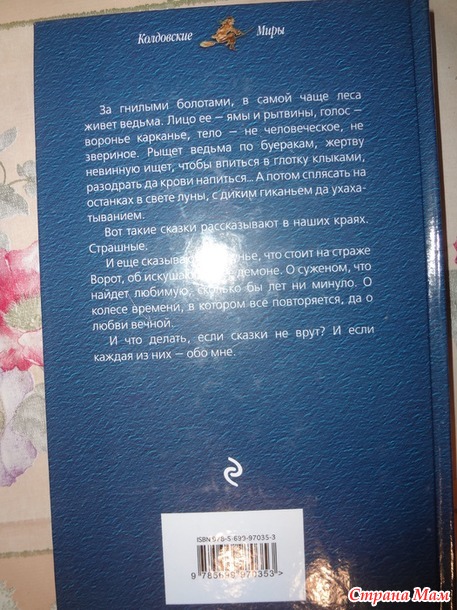 Колдовские Миры
За гнилыми болотами, в самой чаще леса
живет ведьма. Лицо ее – ямы и рытвины, голос –
воронье карканье, тело – не человеческое, не
звериное. Рыщет ведьма по буеракам, жертву
невинную ищет, чтобы впиться в глотку клыками,
разодрать да крови напиться... А потом сплясать на
останках в свете луны, с диким гиканьем да ухаха-
тыванием.
Вот такие сказки рассказывают в наших краях.
Страшные.
И еще сказывают, что стоит на страже
Ворот, об демоне. О суженом, что
найдет любимую, сколько бы лет ни минуло. О
колесе времени, в котором всё повторяется, да о
любви вечной.
И что делать, если сказки не врут? И если
каждая из них – обо мне.
ISBN 978-5-699-97035-3
9 785699 970353 >
Страна Мам